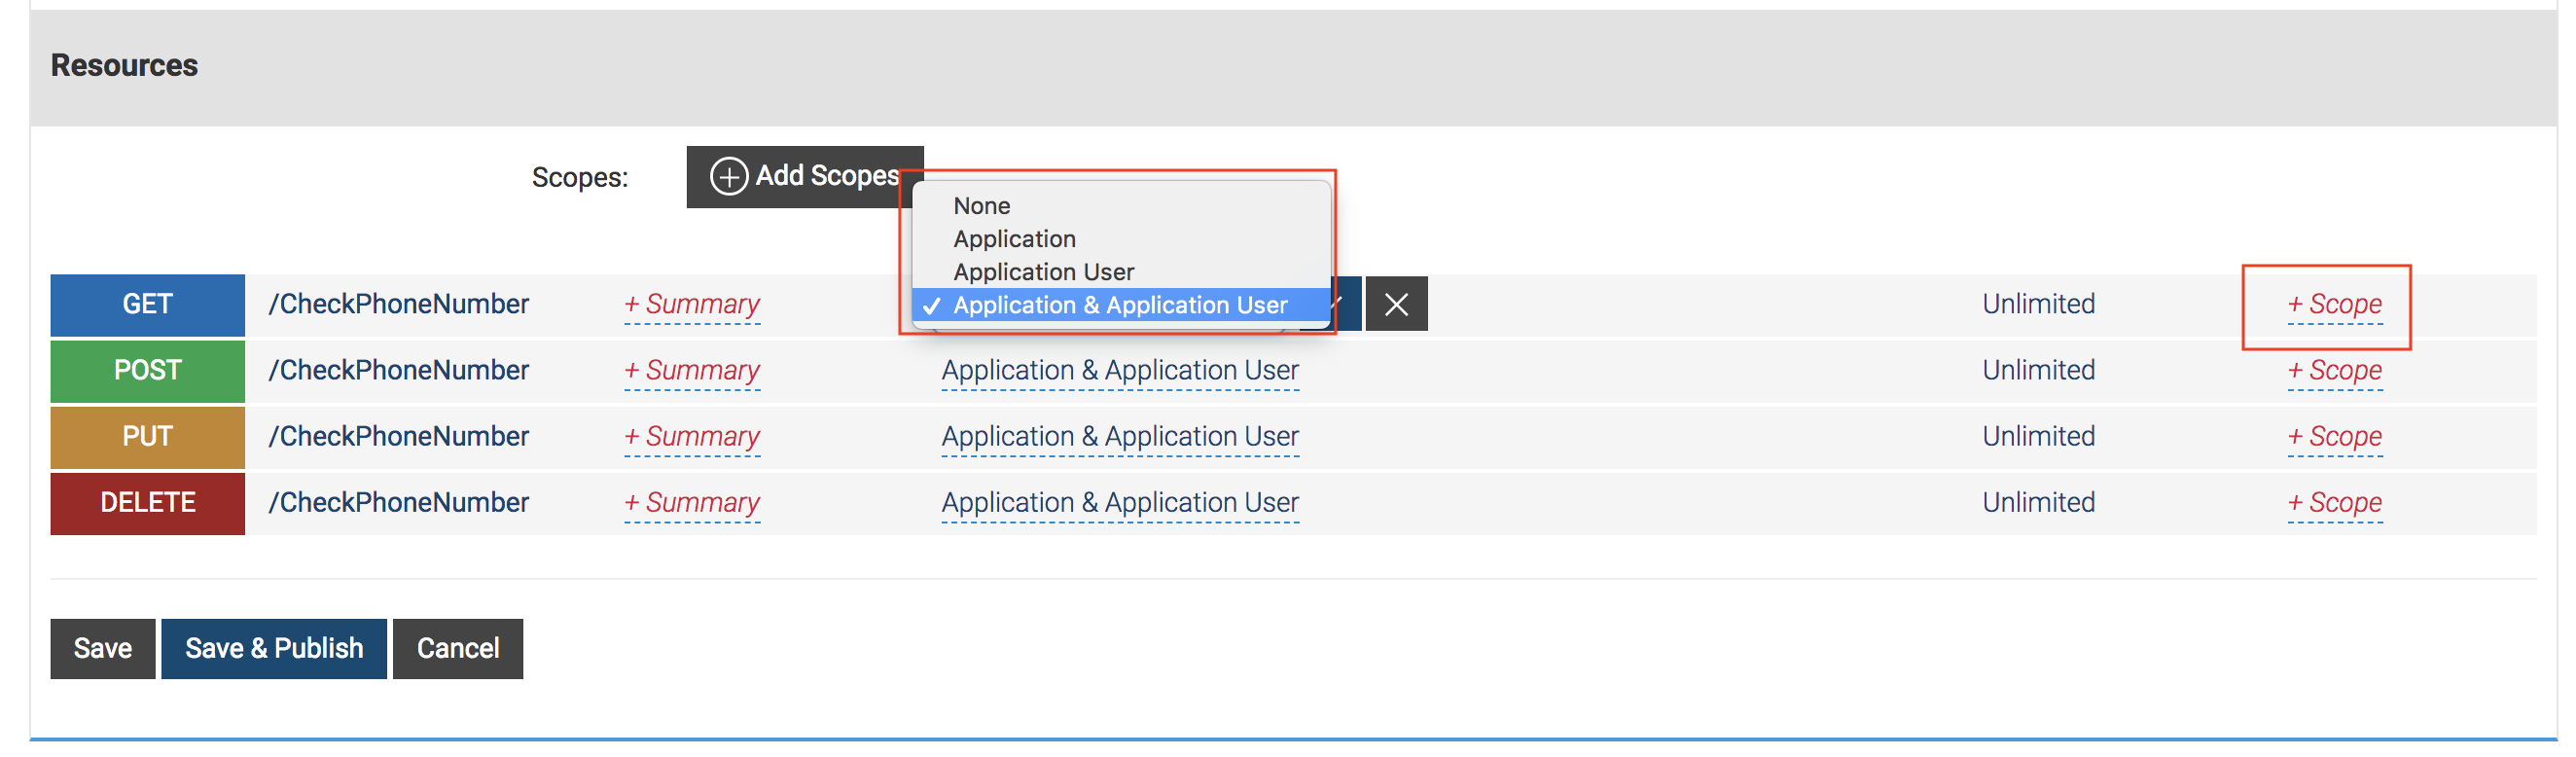 Resources
Scopes: Add Scopes
None
Application
Application User
Application & Application User
GET /CheckPhoneNumber + Summary Unlimited + Scope
POST /CheckPhoneNumber + Summary Application & Application User Unlimited + Scope
PUT /CheckPhoneNumber + Summary Application & Application User Unlimited + Scope
DELETE /CheckPhoneNumber + Summary Application & Application User Unlimited + Scope
Save Save & Publish Cancel